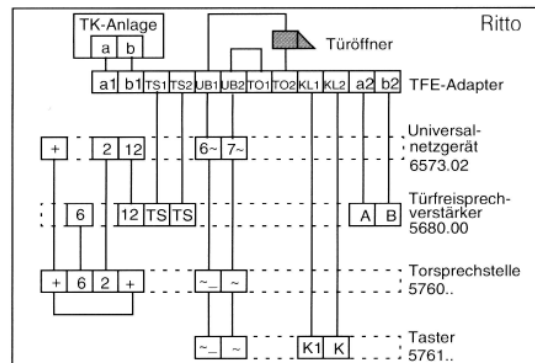 TK-Anlage
Ritto
a b
Türöffner
a1 b1 TS1 TS2 UB1 UB2 TO1 TO2 KL1 KL2 a2 b2
TFE-Adapter
+ 2 12 6~ 7~
Universal-
netzgerät
6573.02
6 12 TS TS A B
Türfreisprech-
verstärker
5680.00
+ 6 2 + ~_ ~
Torsprechstelle
5760..
~_ ~ K1 K
Taster
5761..